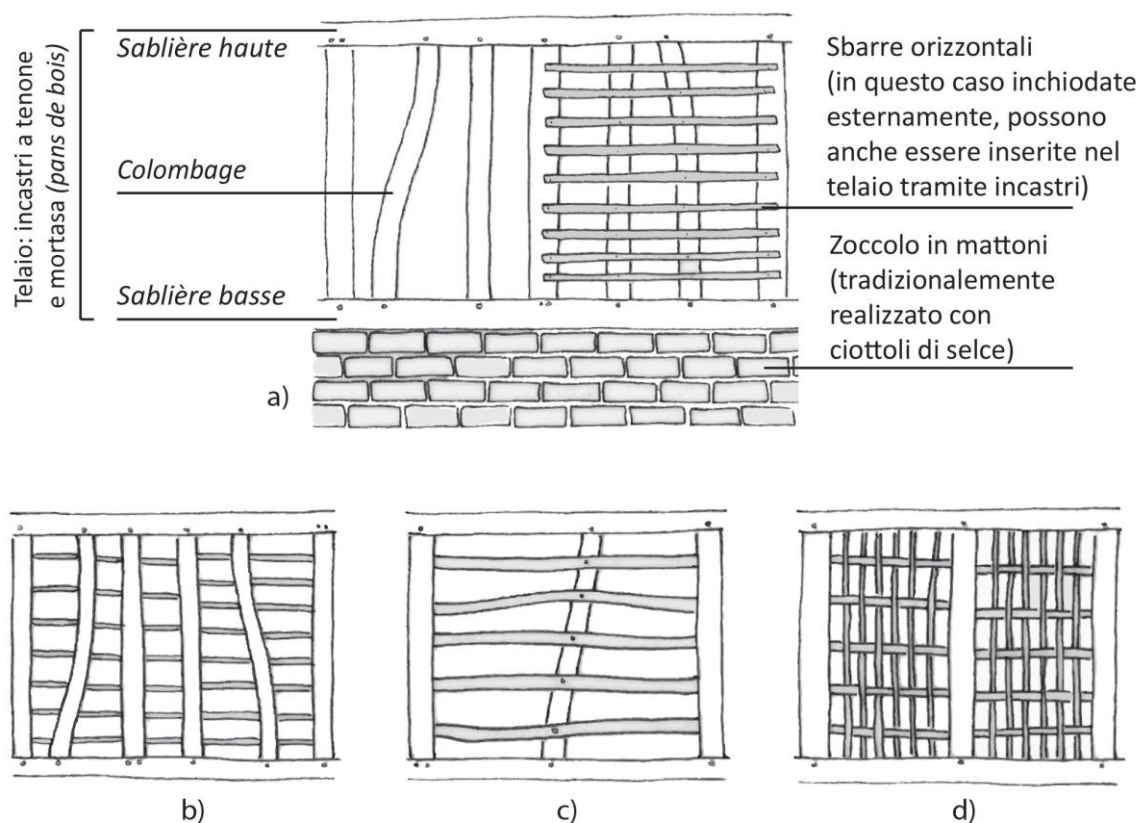 Telaio: incastri a tenone
e mortasa (pans de bois)
Sablière haute
Colombage
Sablière basse
Sbarre orizzontali
(in questo caso inchiodate
esternamente, possono
anche essere inserite nel
telaio tramite incastri)
Zoccolo in mattoni
(tradizionalemente
realizzato con
ciottoli di selce)
a)
b)
c)
d)